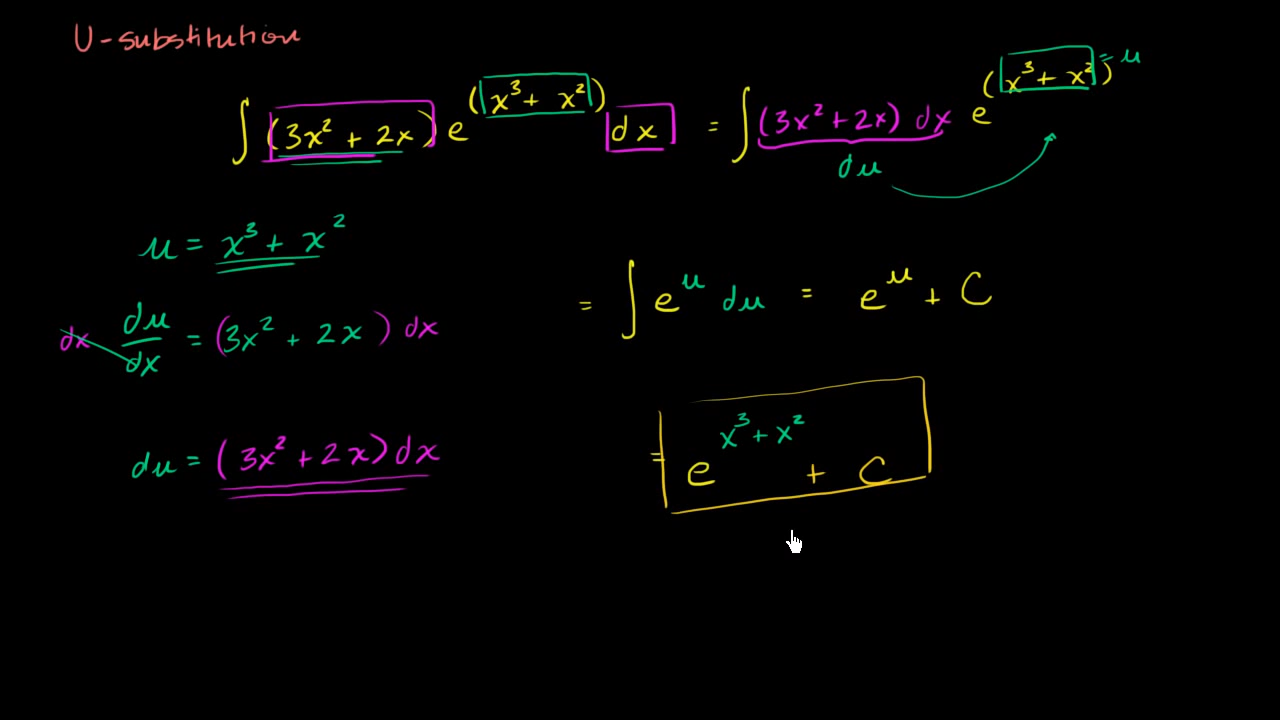 U-substitution
∫ (3x² + 2x) e^(x³ + x²) dx = ∫ (3x² + 2x) dx e^(x³ + x²) = u
du
u = x³ + x²
= ∫ e^u du = e^u + C
dx du/dx = (3x² + 2x) dx
= e^(x³ + x²) + C
du = (3x² + 2x) dx